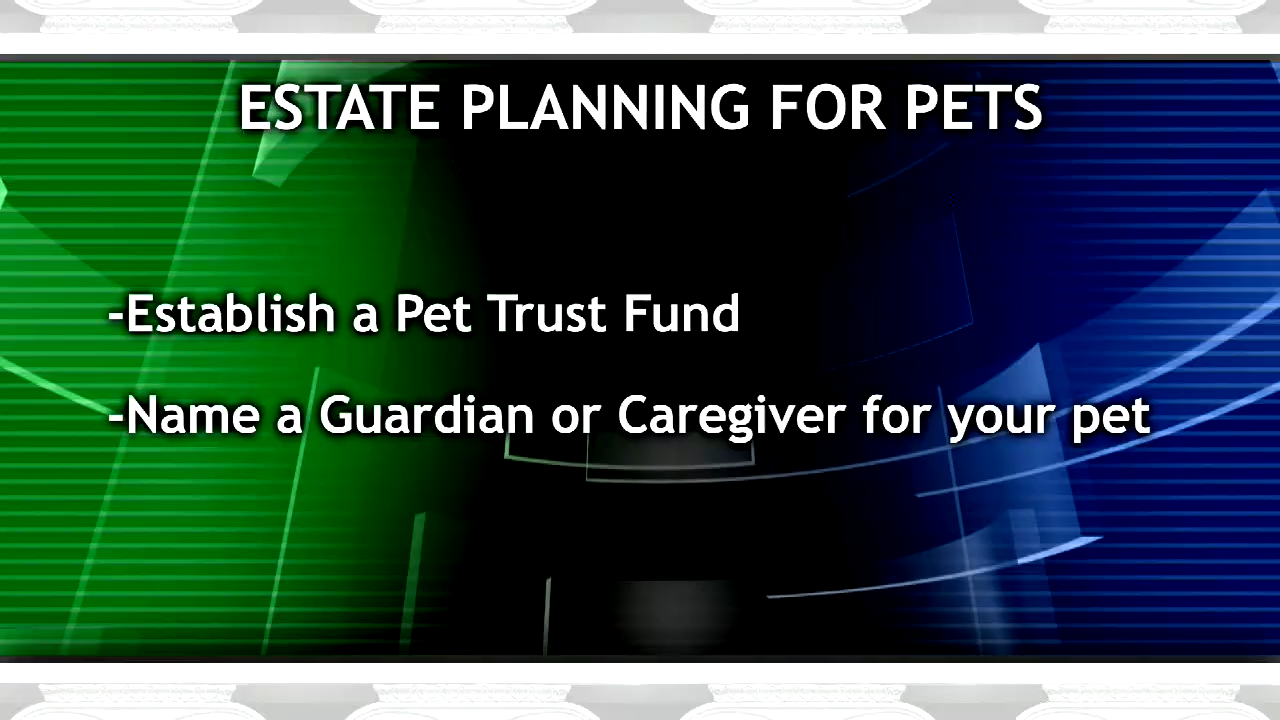 ESTATE PLANNING FOR PETS
-Establish a Pet Trust Fund
-Name a Guardian or Caregiver for your pet